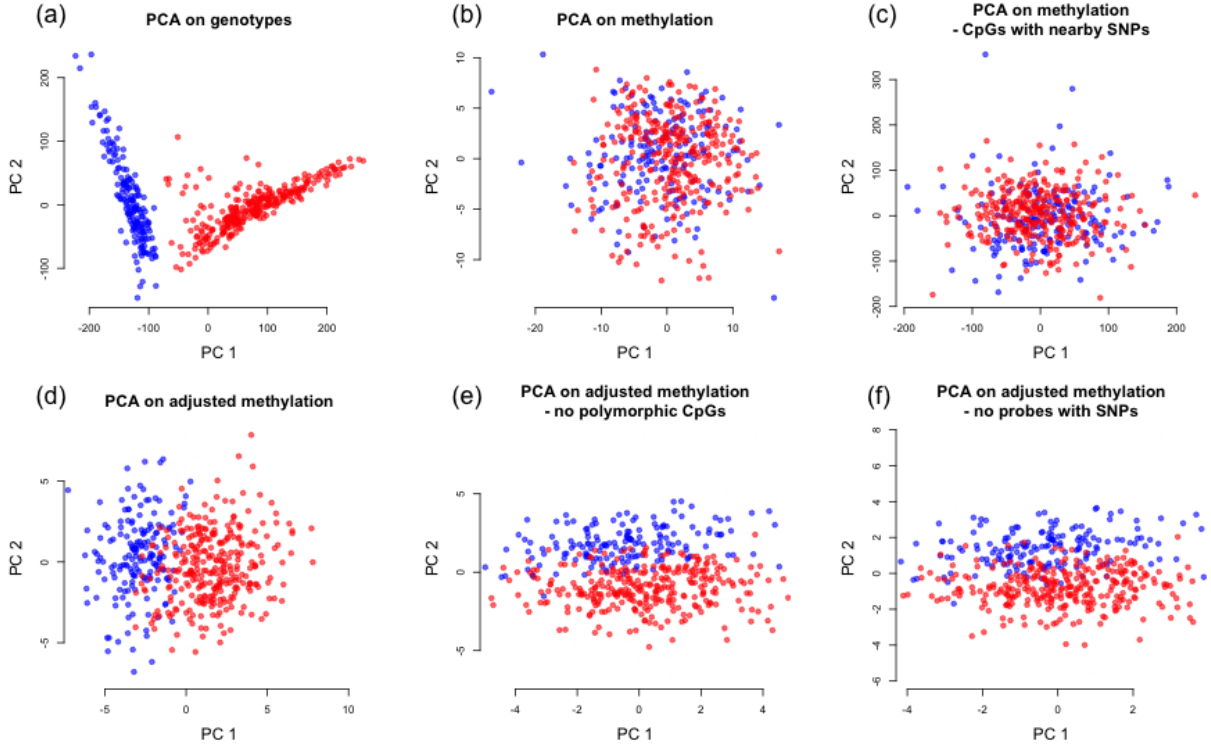 (a)
PCA on genotypes
PC 2
200
100
0
-100
-200
-100
0
100
200
PC 1
(b)
PCA on methylation
PC 2
10
5
0
-5
-10
-20
-10
0
10
PC 1
(c)
PCA on methylation
- CpGs with nearby SNPs
PC 2
300
200
100
0
-100
-200
-200
-100
0
100
200
PC 1
(d)
PCA on adjusted methylation
PC 2
5
0
-5
-5
0
5
10
PC 1
(e)
PCA on adjusted methylation
- no polymorphic CpGs
PC 2
5
0
-5
-4
-2
0
2
4
PC 1
(f)
PCA on adjusted methylation
- no probes with SNPs
PC 2
8
6
4
2
0
-2
-4
-6
-4
-2
0
2
PC 1